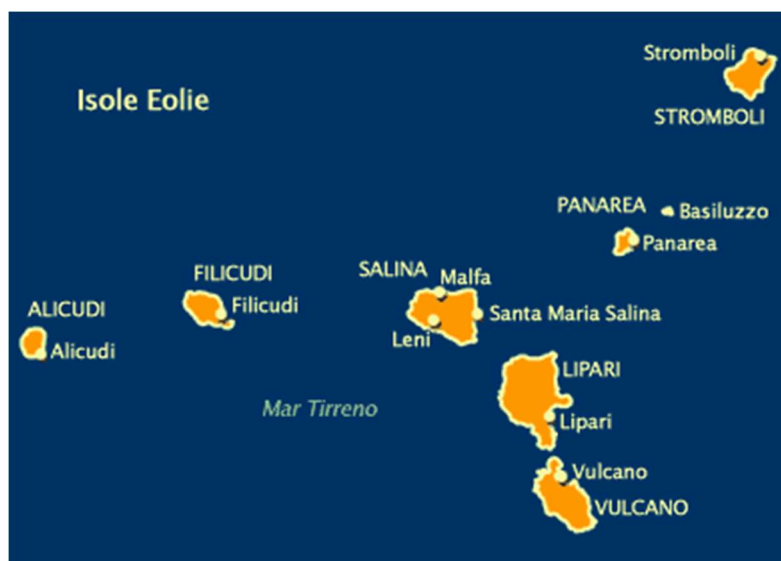 Stromboli
Isole Eolie
STROMBOLI
PANAREA
Basiluzzo
Panarea
SALINA
Malfa
FILICUDI
Filicudi
ALICUDI
Santa Maria Salina
Leni
Alicudi
LIPARI
Mar Tirreno
Lipari
Vulcano
VULCANO